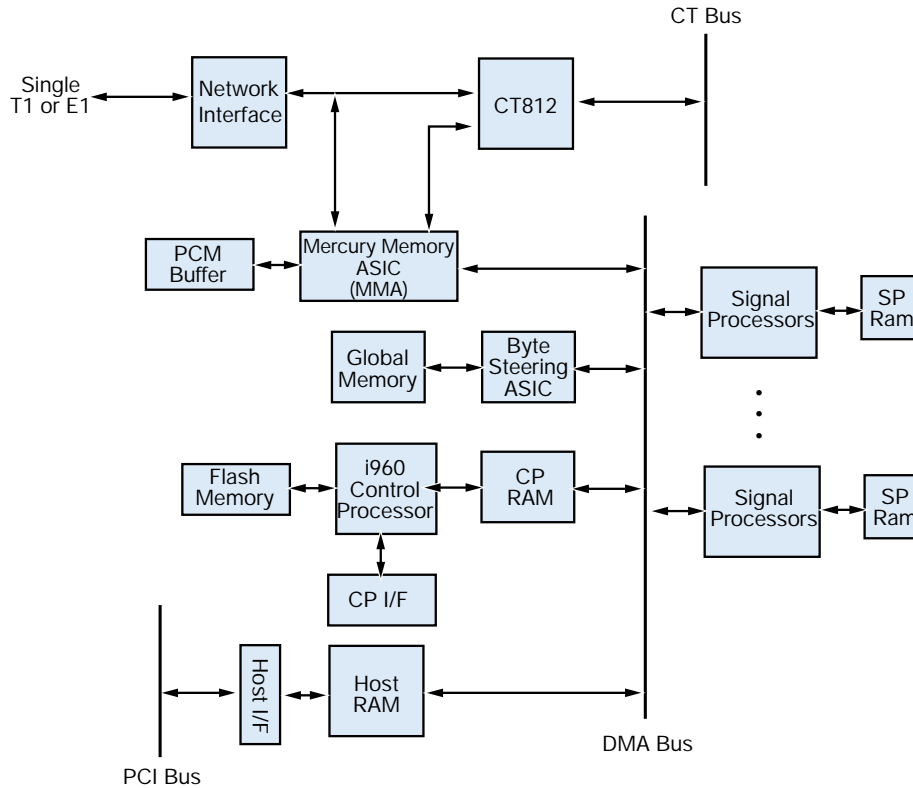 CT Bus
Single
T1 or E1
Network
Interface
CT812
PCM
Buffer
Mercury Memory
ASIC
(MMA)
Signal
Processors
SP
Ram
Global
Memory
Byte
Steering
ASIC
Flash
Memory
i960
Control
Processor
CP
RAM
Signal
Processors
SP
Ram
CP I/F
Host I/F
Host
RAM
DMA Bus
PCI Bus